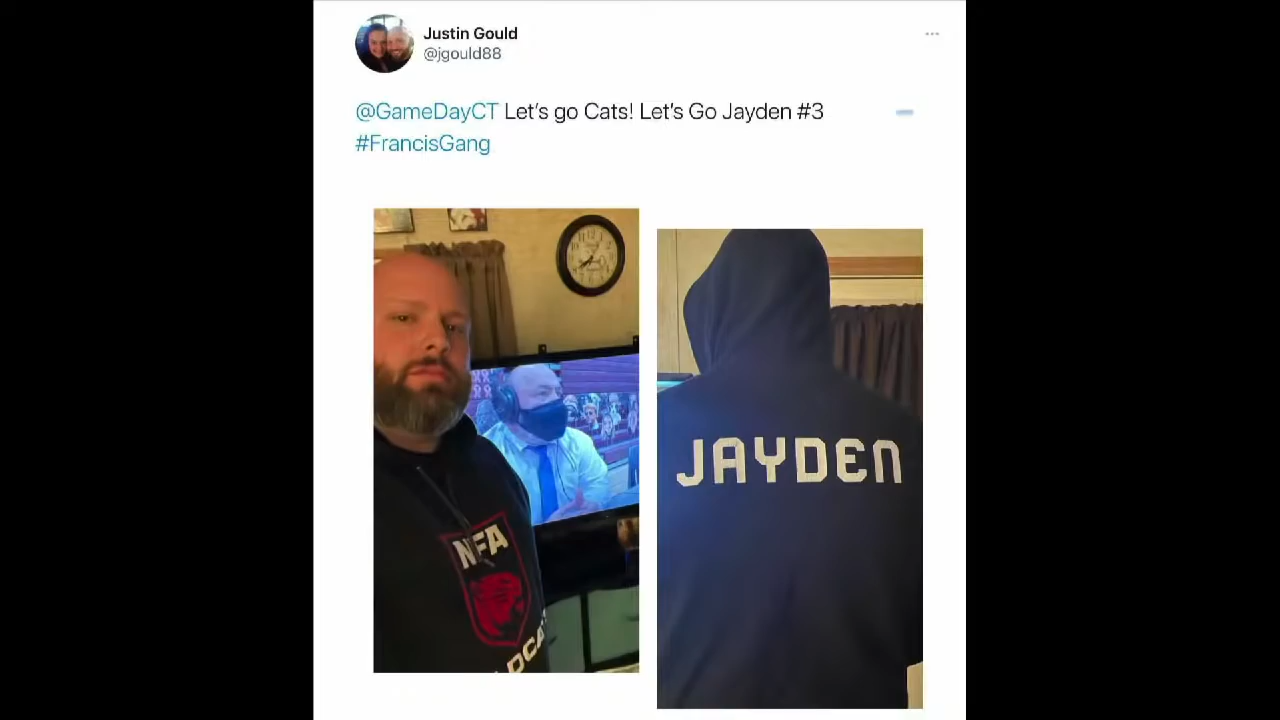 Justin Gould
@jgould88
@GameDayCT Let's go Cats! Let's Go Jayden #3
#FrancisGang
NFA
JAYDEN